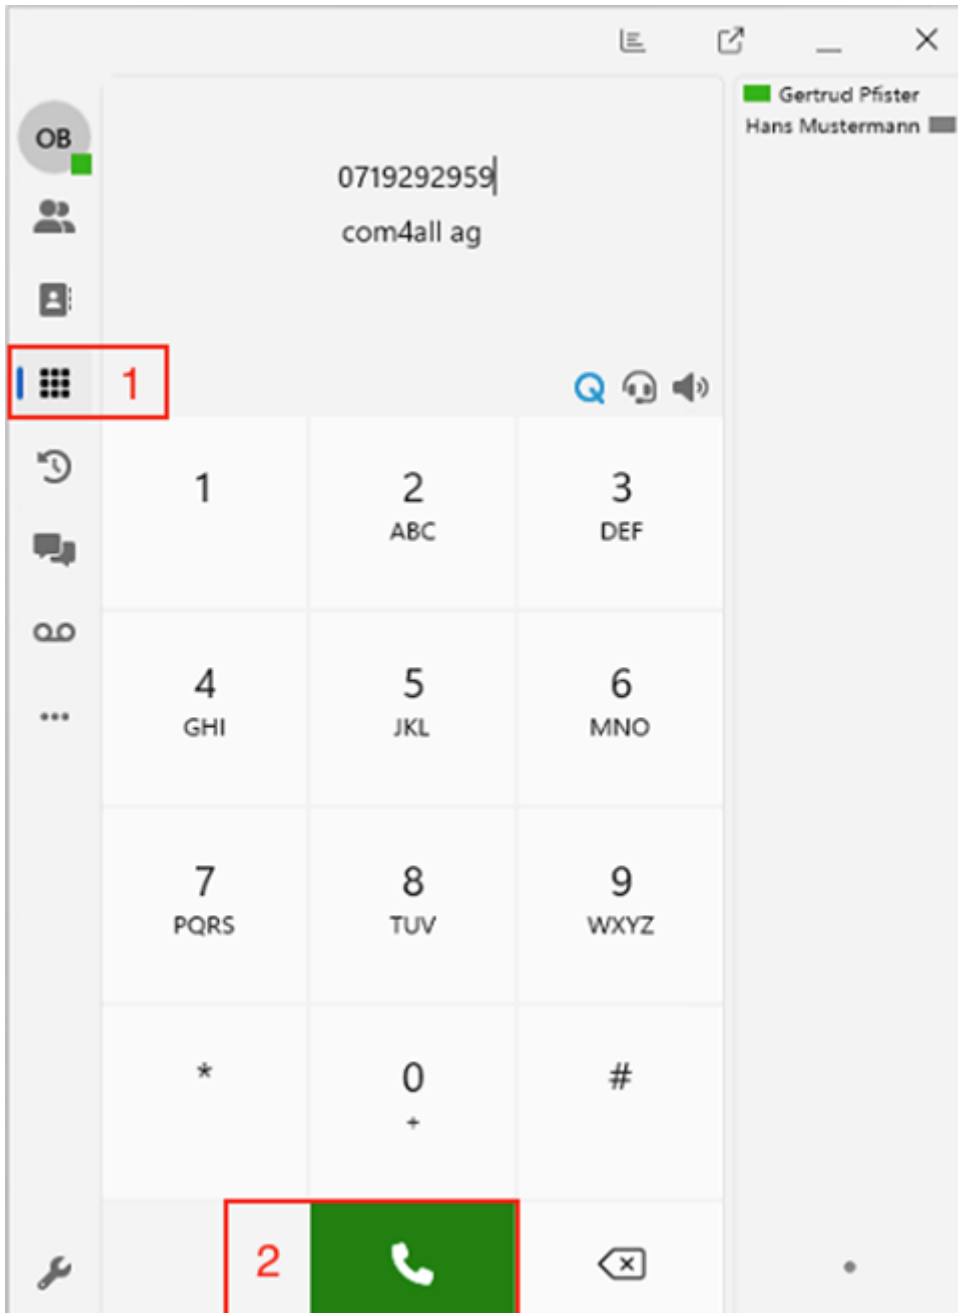 OB
0719292959
com4all ag
Gertrud Pfister
Hans Mustermann
1
1
2
ABC
3
DEF
4
GHI
5
JKL
6
MNO
7
PQRS
8
TUV
9
WXYZ
*
0
+
#
2